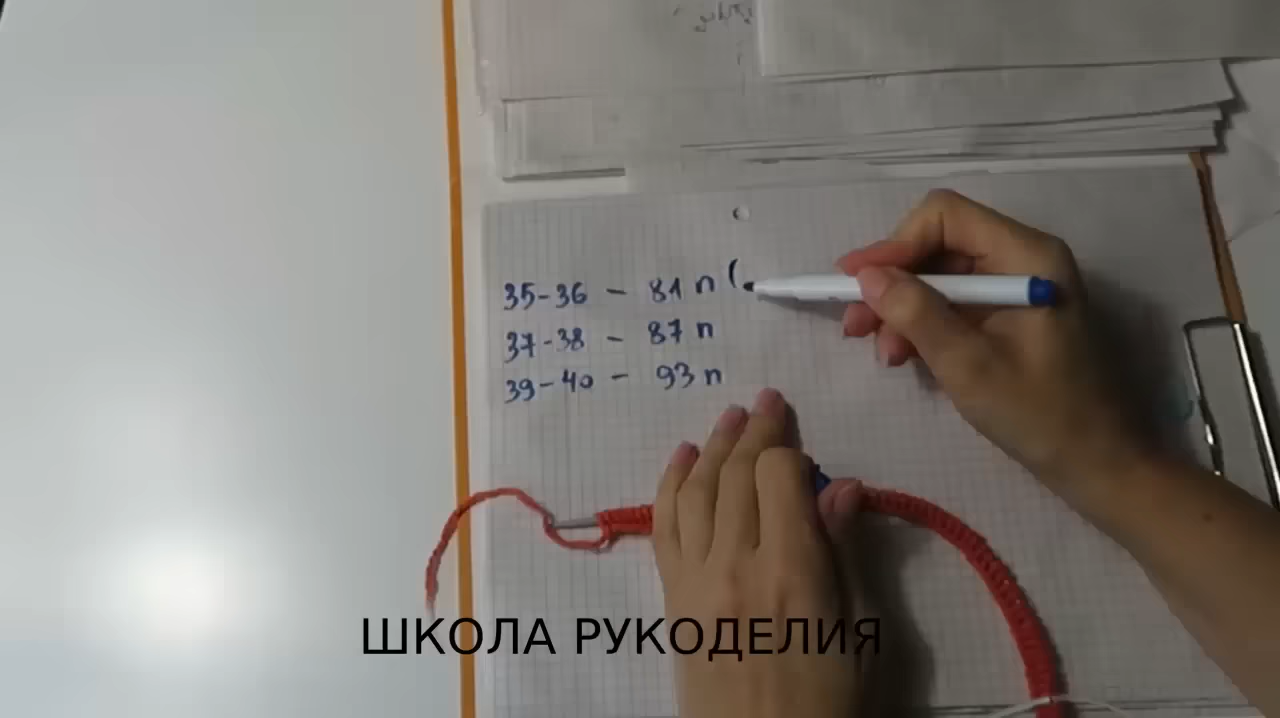 35-36 - 81 п (
37-38 - 87 п
39-40 - 93 п
ШКОЛА РУКОДЕЛИЯ